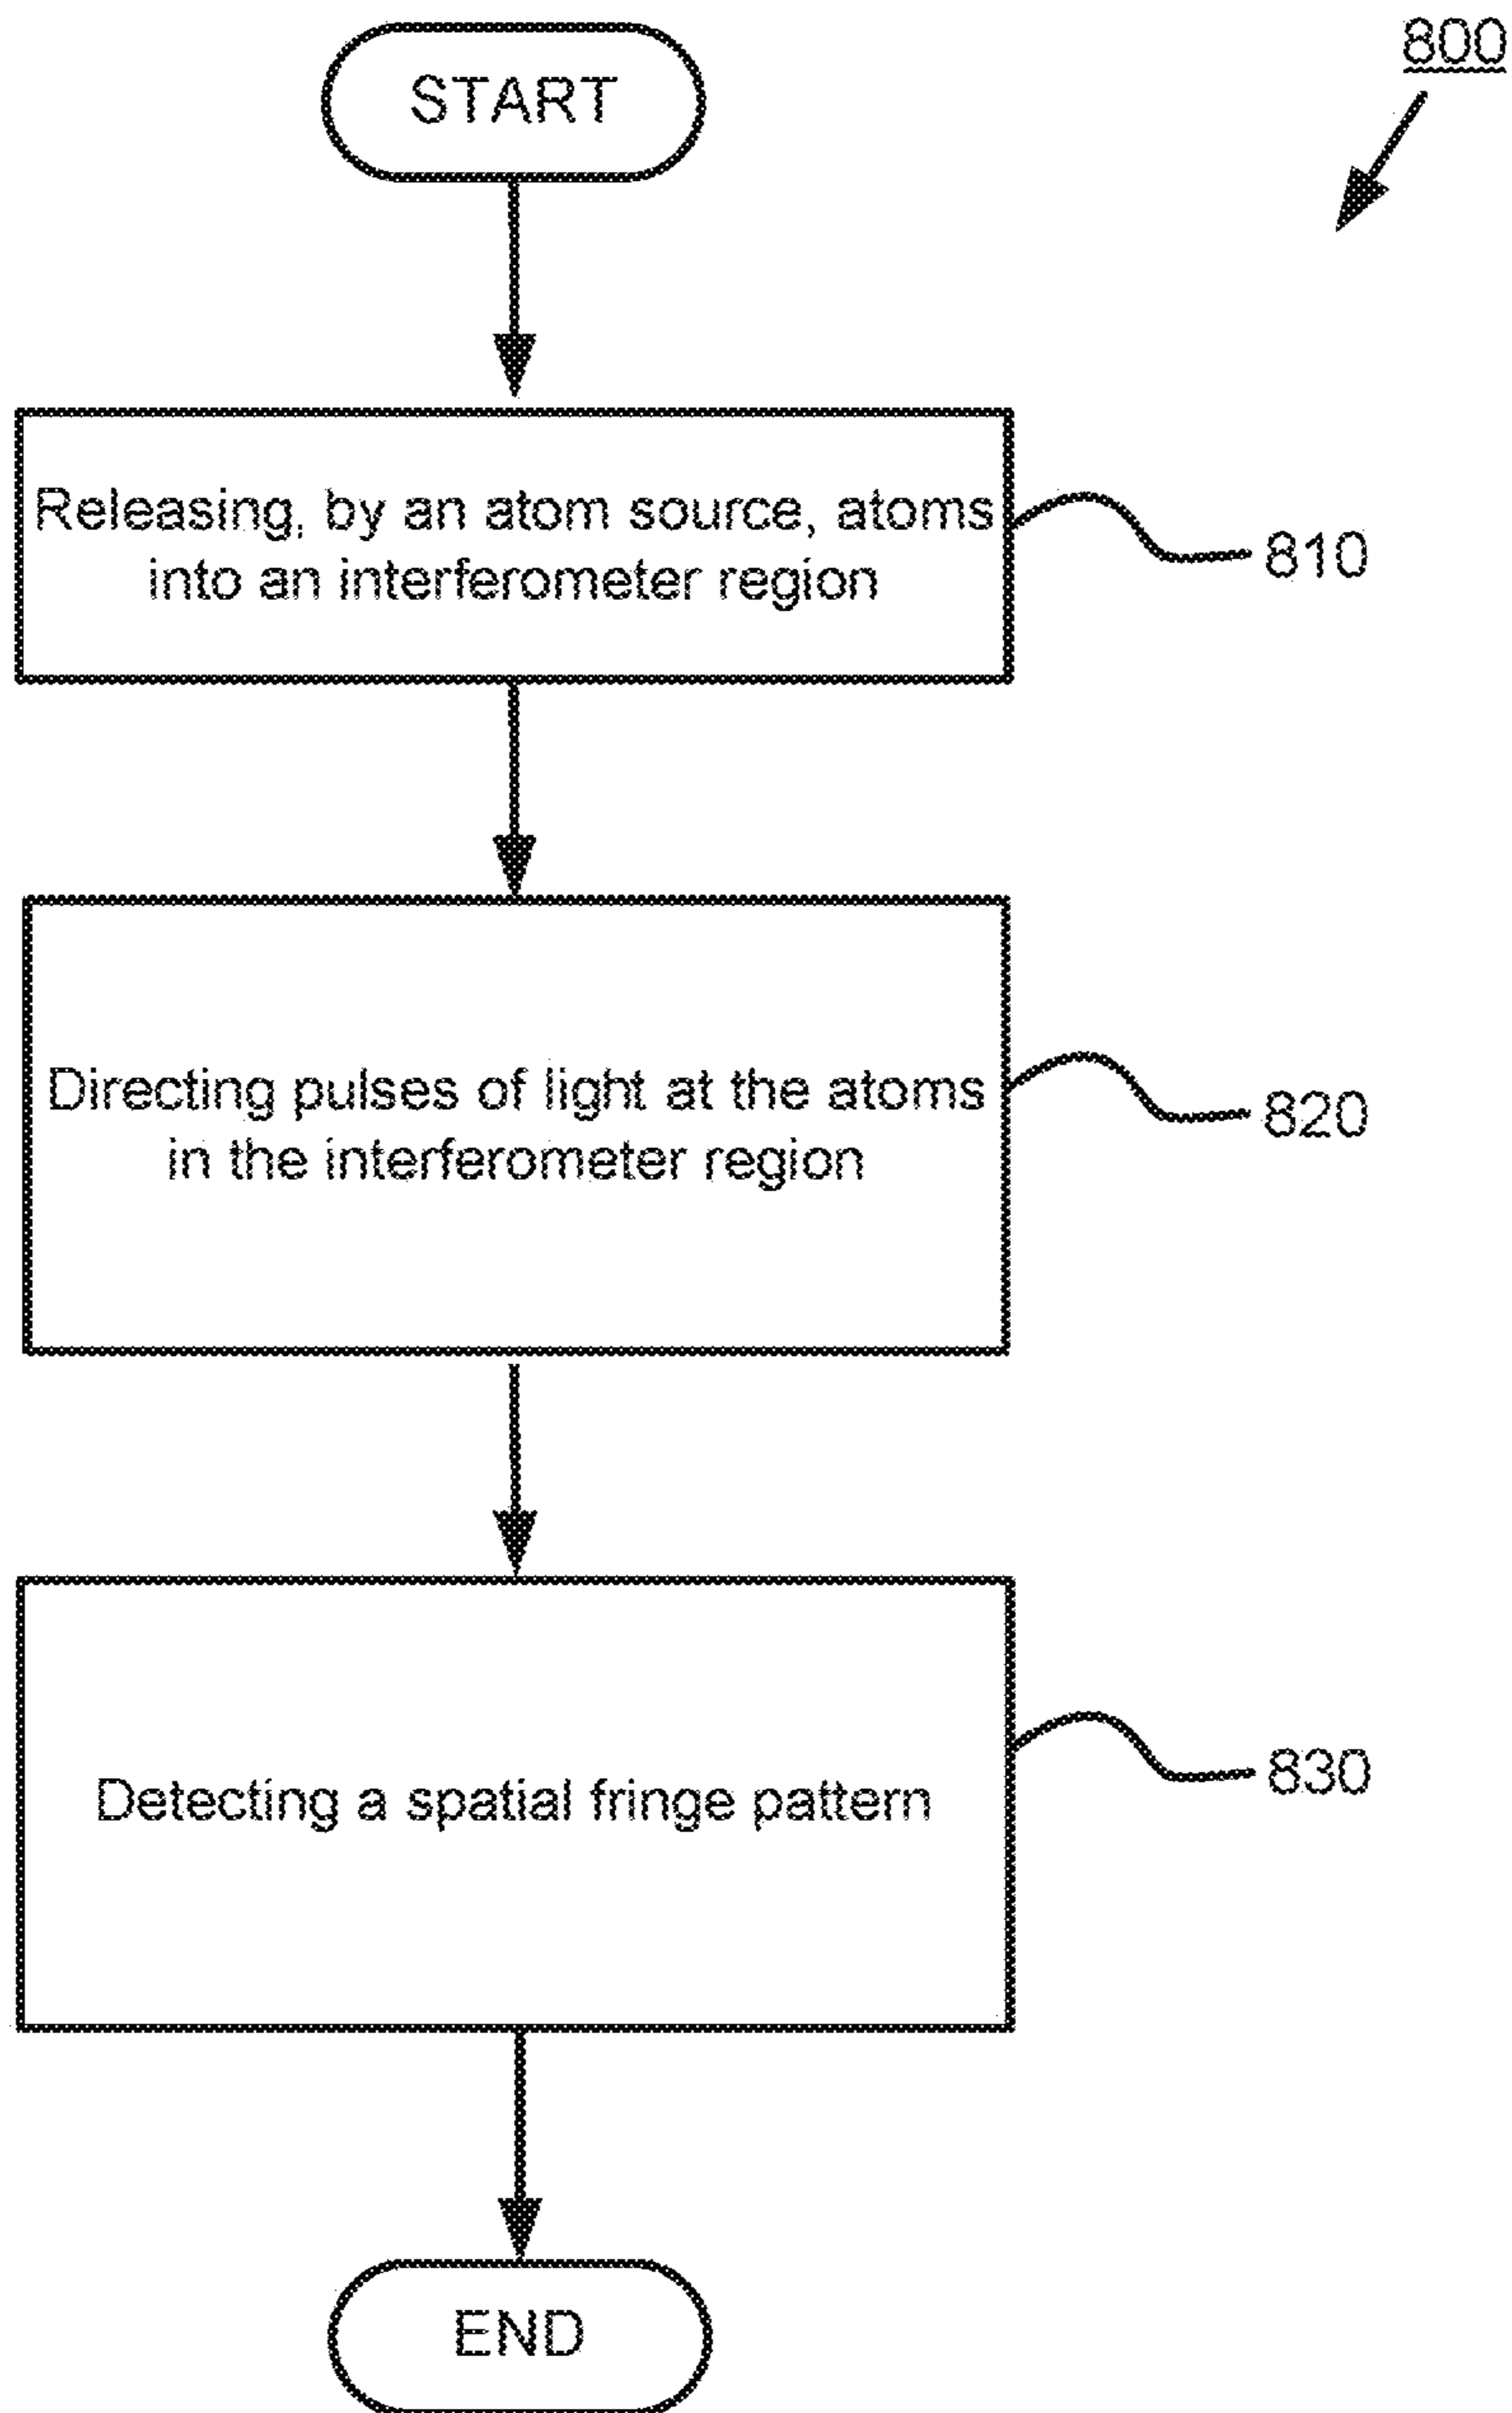 800
START
Releasing, by an atom source, atoms
into an interferometer region
810
Directing pulses of light at the atoms
in the interferometer region
820
Detecting a spatial fringe pattern
830
END